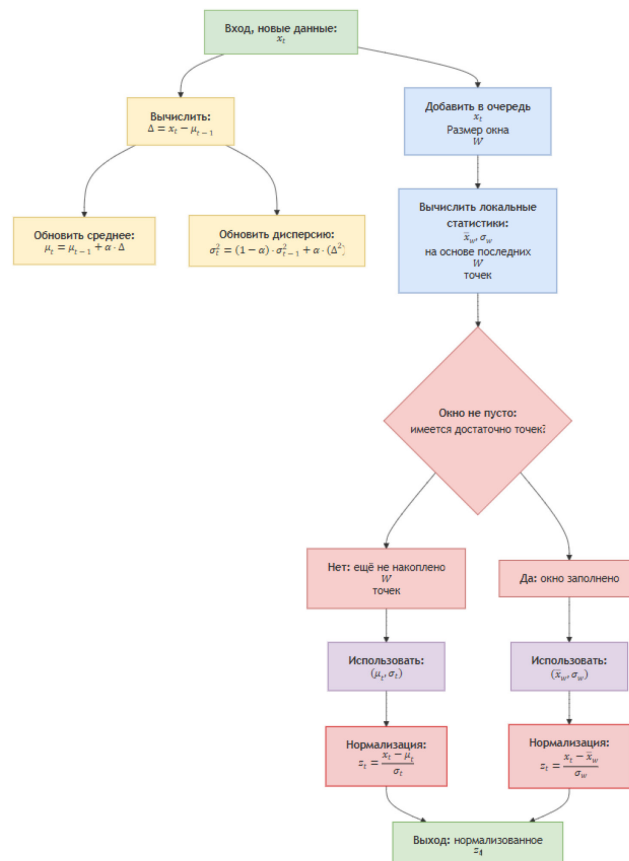 Вход, новые данные:
x_t
Вычислить:
Δ = x_t − μ_{t−1}
Добавить в очередь
x_t
Размер окна
W
Обновить среднее:
μ_t = μ_{t−1} + α · Δ
Обновить дисперсию:
σ_t^2 = (1 − α) · σ_{t−1}^2 + α · (Δ^2)
Вычислить локальные
статистики:
x̄_w, σ_w
на основе последних
W
точек
Окно не пусто:
имеется достаточно точек?
Нет: ещё не накоплено
W
точек
Да: окно заполнено
Использовать:
(μ_t, σ_t)
Использовать:
(x̄_w, σ_w)
Нормализация:
z_t = (x_t − μ_t) / σ_t
Нормализация:
z_t = (x_t − x̄_w) / σ_w
Выход: нормализованное
z_t